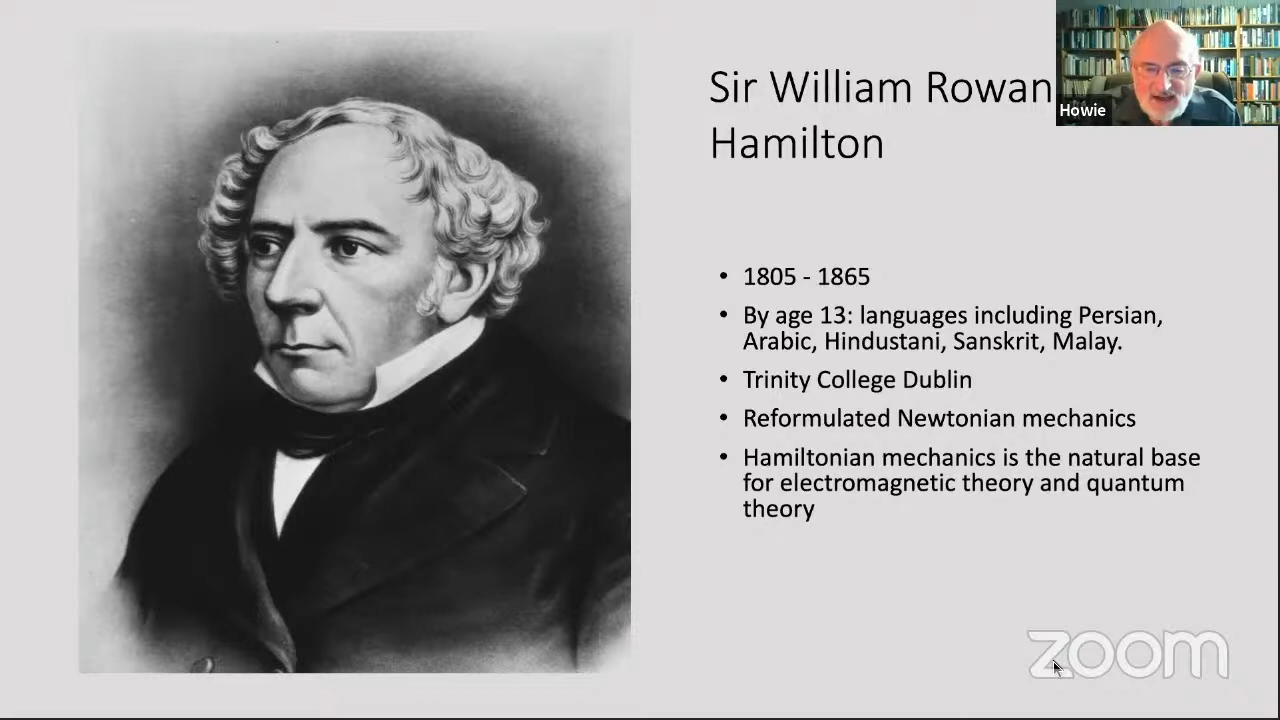 Sir William Rowan
Hamilton
Howie
• 1805 - 1865
• By age 13: languages including Persian,
Arabic, Hindustani, Sanskrit, Malay.
• Trinity College Dublin
• Reformulated Newtonian mechanics
• Hamiltonian mechanics is the natural base
for electromagnetic theory and quantum
theory
zoom